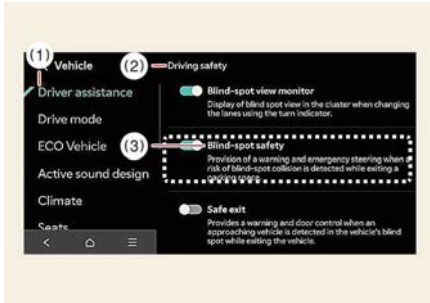 (1)
Vehicle
(2)
Driving safety
Driver assistance
Drive mode
ECO Vehicle
Active sound design
Climate
Seats
Blind-spot view monitor
Display of blind spot view in the cluster when changing
the lanes using the turn indicator.
(3)
Blind-spot safety
Provision of a warning and emergency steering when a
risk of blind-spot collision is detected while exiting a
parking space.
Safe exit
Provides a warning and door control when an
approaching vehicle is detected in the vehicle's blind
spot while exiting the vehicle.